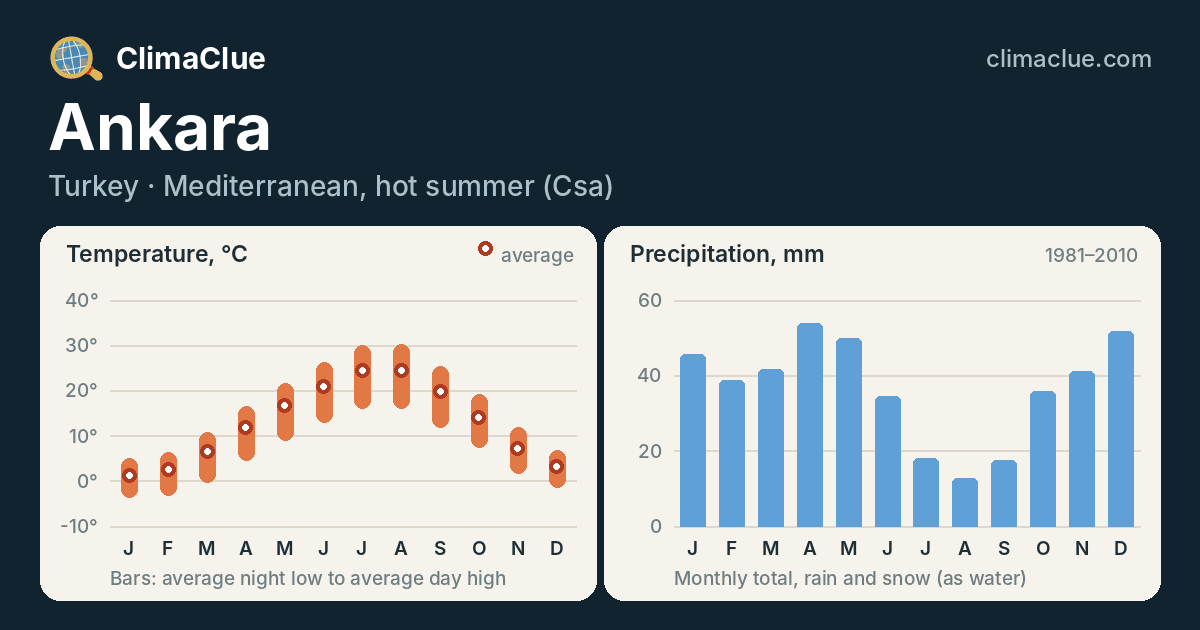 ClimaClue
climaclue.com
Ankara
Turkey · Mediterranean, hot summer (Csa)
Temperature, °C
average
40°
30°
20°
10°
0°
-10°
J F M A M J J A S O N D
Bars: average night low to average day high
Precipitation, mm
1981–2010
60
40
20
0
J F M A M J J A S O N D
Monthly total, rain and snow (as water)